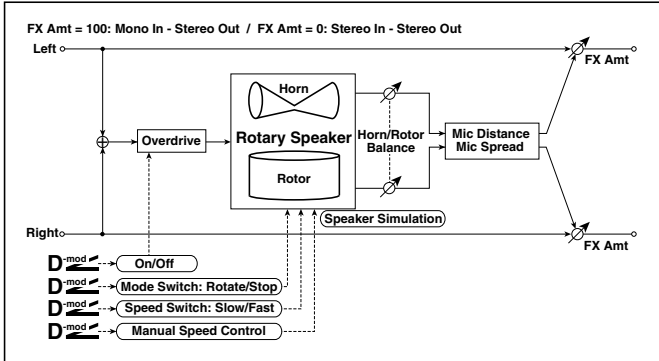 FX Amt = 100: Mono In - Stereo Out / FX Amt = 0: Stereo In - Stereo Out
Left
FX Amt
Horn
Overdrive
Rotary Speaker
Horn/Rotor
Balance
Mic Distance
Mic Spread
Rotor
Speaker Simulation
Right
FX Amt
D-mod
On/Off
D-mod
Mode Switch: Rotate/Stop
D-mod
Speed Switch: Slow/Fast
D-mod
Manual Speed Control